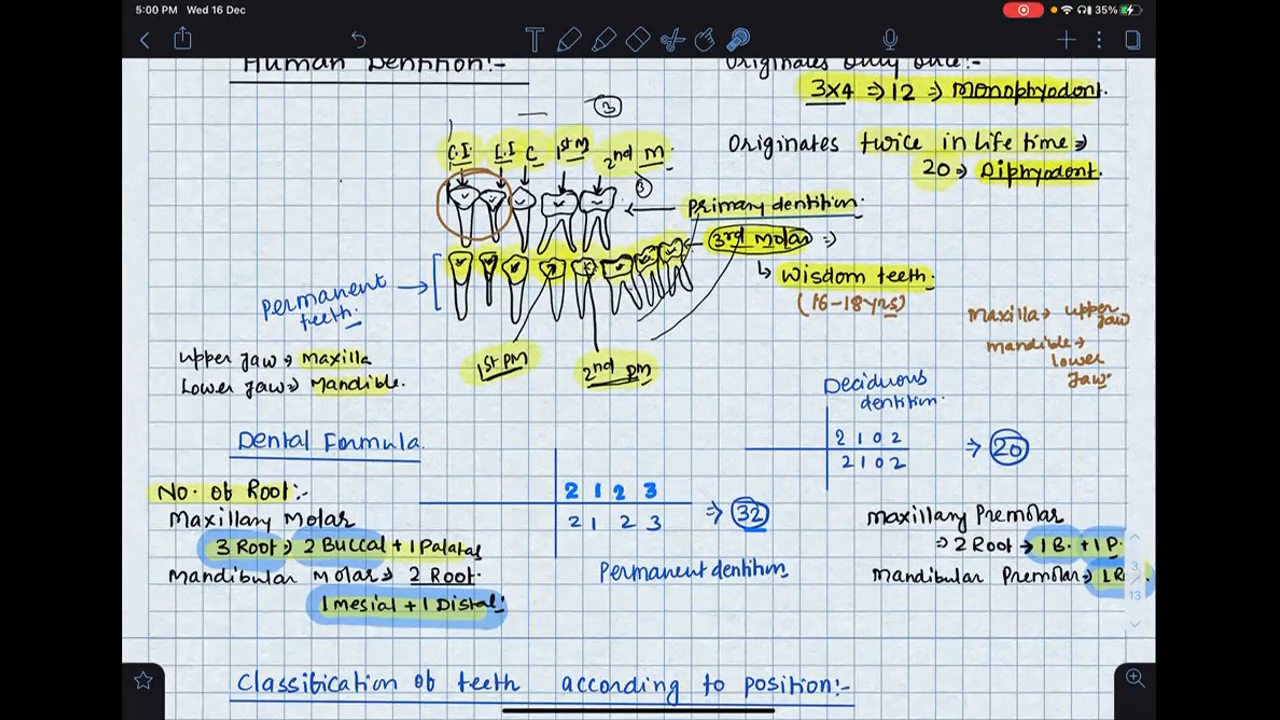 5:00 PM Wed 16 Dec
35%
Human Dentition:-
Originates only once:-
3x4 ⇒ 12 ⇒ Monophyodont.
3
C.I L.I C 1st M 2nd M.
Originates twice in life time ⇒
20 ⇒ Diphyodont.
3
Primary dentition.
3rd Molar ⇒
↳ Wisdom teeth.
(16-18yrs)
Permanent
teeth.
Maxilla → upper
jaw
mandible →
lower
jaw.
upper jaw → Maxilla
Lower jaw → Mandible.
1st PM
2nd PM
Deciduous
dentition.
2 1 0 2
2 1 0 2
⇒ 20
Dental Formula.
No. of Root:-
2 1 2 3
2 1 2 3
⇒ 32
Permanent dentition
Maxillary Molar
3 Root → 2 Buccal + 1 Palatal
Mandibular molar → 2 Root.
1 mesial + 1 Distal.
Maxillary Premolar
⇒ 2 Root → 1 B. + 1 P.
Mandibular Premolar → 1 R
3
13
Classification of teeth according to position:-